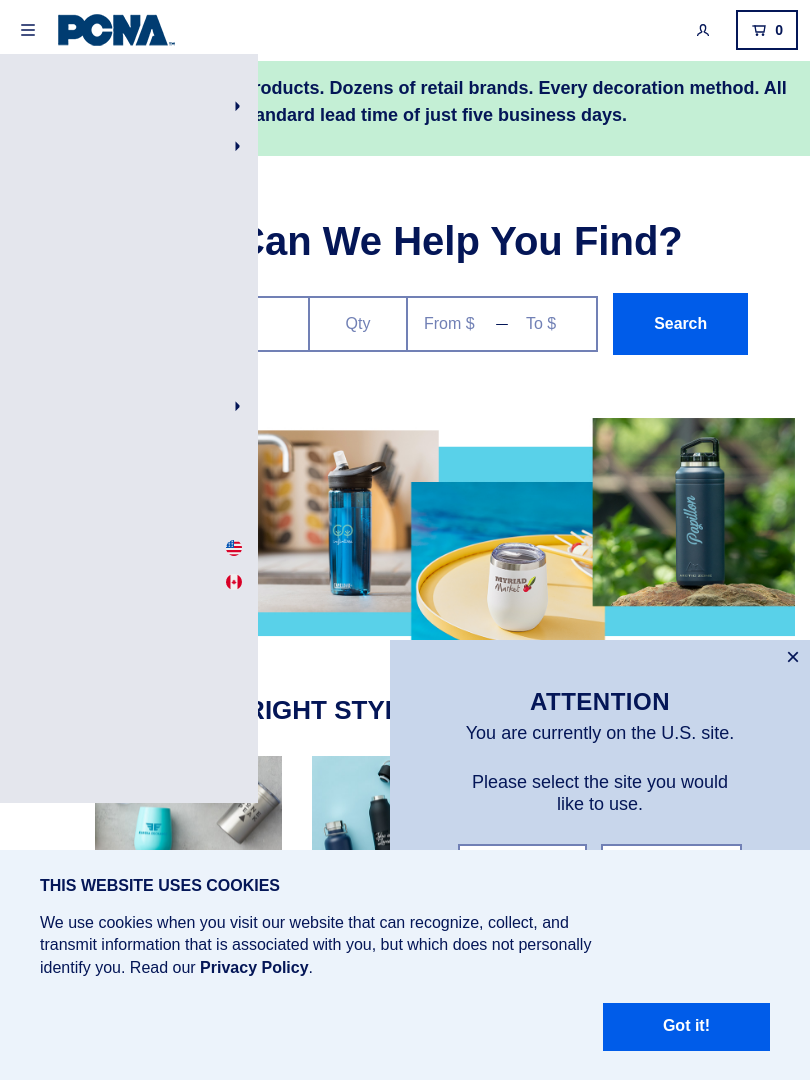 PCNA
0
roducts. Dozens of retail brands. Every decoration method. All
andard lead time of just five business days.
Can We Help You Find?
Qty
From $
To $
Search
Papillon
MYRIAD
Market
RIGHT
ATTENTION
You are currently on the U.S. site.
Please select the site you would
like to use.
THIS WEBSITE USES COOKIES
We use cookies when you visit our website that can recognize, collect, and
transmit information that is associated with you, but which does not personally
identify you. Read our Privacy Policy.
Got it!